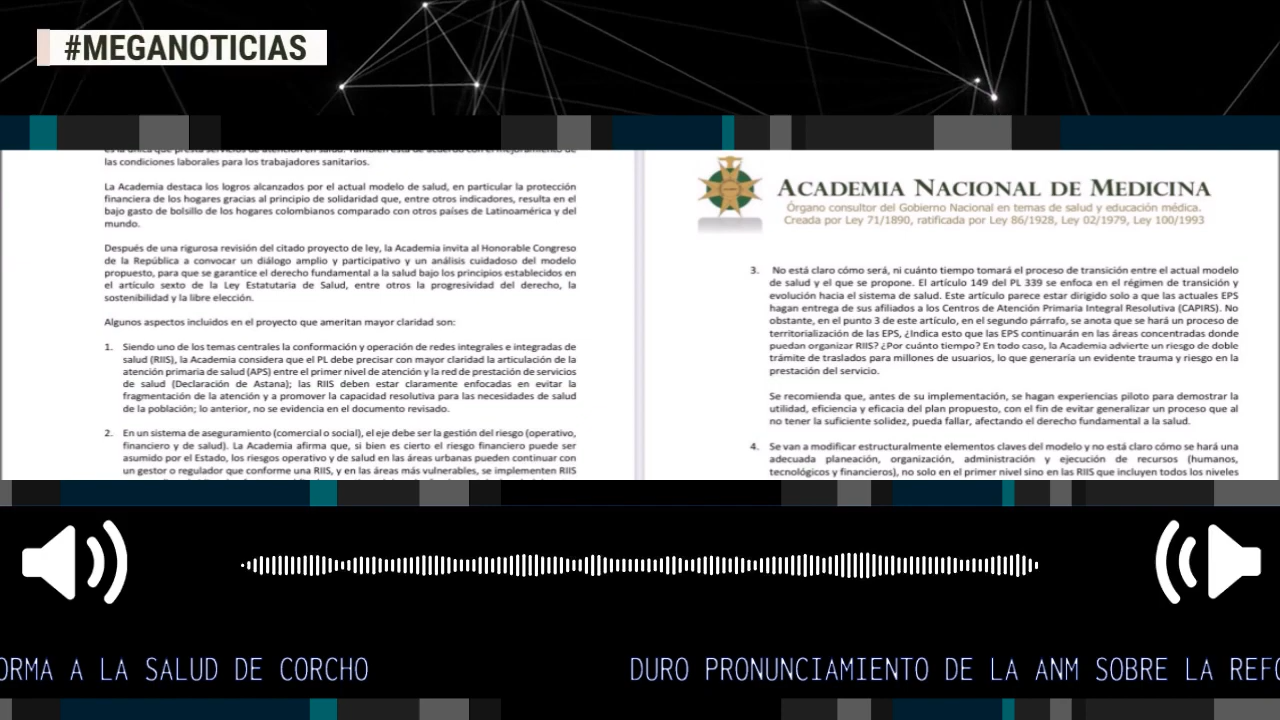 #MEGANOTICIAS
es la única que presta servicios de atención en salud. También está de acuerdo con el mejoramiento de
las condiciones laborales para los trabajadores sanitarios.
La Academia destaca los logros alcanzados por el actual modelo de salud, en particular la protección
financiera de los hogares gracias al principio de solidaridad que, entre otros indicadores, resulta en el
bajo gasto de bolsillo de los hogares colombianos comparado con otros países de Latinoamérica y del
mundo.
Después de una rigurosa revisión del citado proyecto de ley, la Academia invita al Honorable Congreso
de la República a convocar un diálogo amplio y participativo y un análisis cuidadoso del modelo
propuesto, para que se garantice el derecho fundamental a la salud bajo los principios establecidos en
el artículo sexto de la Ley Estatutaria de Salud, entre otros la progresividad del derecho, la
sostenibilidad y la libre elección.
Algunos aspectos incluidos en el proyecto que ameritan mayor claridad son:
1. Siendo uno de los temas centrales la conformación y operación de redes integrales e integradas de
salud (RIIS), la Academia considera que el PL debe precisar con mayor claridad la articulación de la
atención primaria de salud (APS) entre el primer nivel de atención y la red de prestación de servicios
de salud (Declaración de Astana); las RIIS deben estar claramente enfocadas en evitar la
fragmentación de la atención y a promover la capacidad resolutiva para las necesidades de salud
de la población; lo anterior, no se evidencia en el documento revisado.
2. En un sistema de aseguramiento (comercial o social), el eje debe ser la gestión del riesgo (operativo,
financiero y de salud). La Academia afirma que, si bien es cierto el riesgo financiero puede ser
asumido por el Estado, los riesgos operativo y de salud en las áreas urbanas pueden continuar con
un gestor o regulador que conforme una RIIS, y en las áreas más vulnerables, se implementen RIIS
ACADEMIA NACIONAL DE MEDICINA
Órgano consultor del Gobierno Nacional en temas de salud y educación médica.
Creada por Ley 71/1890, ratificada por Ley 86/1928, Ley 02/1979, Ley 100/1993
3. No está claro cómo será, ni cuánto tiempo tomará el proceso de transición entre el actual modelo
de salud y el que se propone. El artículo 149 del PL 339 se enfoca en el régimen de transición y
evolución hacia el sistema de salud. Este artículo parece estar dirigido solo a que las actuales EPS
hagan entrega de sus afiliados a los Centros de Atención Primaria Integral Resolutiva (CAPIRS). No
obstante, en el punto 3 de este artículo, en el segundo párrafo, se anota que se hará un proceso de
territorialización de las EPS, ¿Indica esto que las EPS continuarán en las áreas concentradas donde
puedan organizar RIIS? ¿Por cuánto tiempo? En todo caso, la Academia advierte un riesgo de doble
trámite de traslados para millones de usuarios, lo que generaría un evidente trauma y riesgo en la
prestación del servicio.
Se recomienda que, antes de su implementación, se hagan experiencias piloto para demostrar la
utilidad, eficiencia y eficacia del plan propuesto, con el fin de evitar generalizar un proceso que al
no tener la suficiente solidez, pueda fallar, afectando el derecho fundamental a la salud.
4. Se van a modificar estructuralmente elementos claves del modelo y no está claro cómo se hará una
adecuada planeación, organización, administración y ejecución de recursos (humanos,
tecnológicos y financieros), no solo en el primer nivel sino en las RIIS que incluyen todos los niveles
ORMA A LA SALUD DE CORCHO
DURO PRONUNCIAMIENTO DE LA ANM SOBRE LA REFO